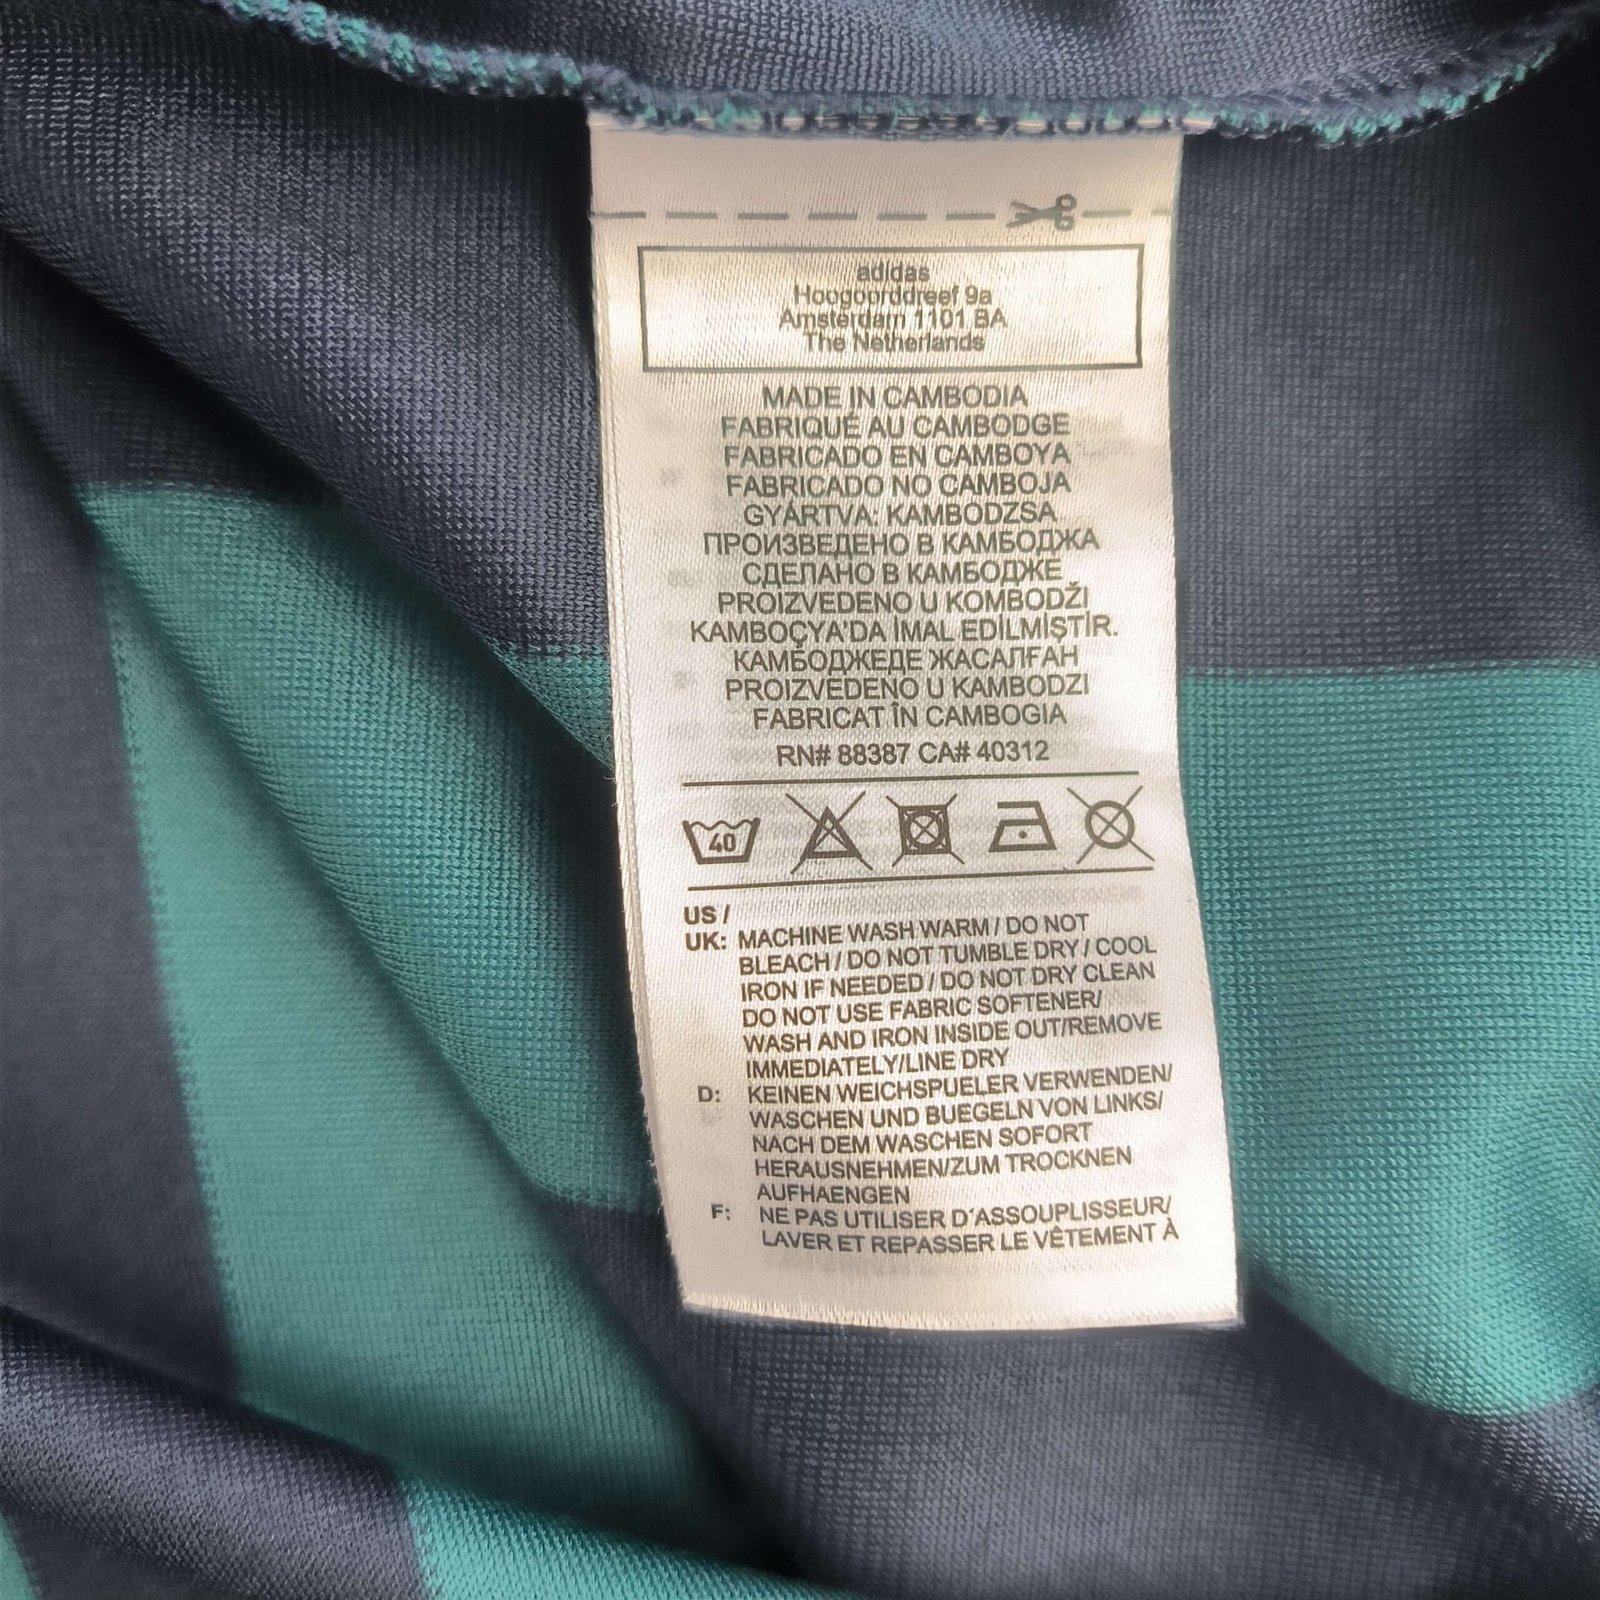 adidas
Hoogoorddreef 9a
Amsterdam 1101 BA
The Netherlands
MADE IN CAMBODIA
FABRIQUÉ AU CAMBODGE
FABRICADO EN CAMBOYA
FABRICADO NO CAMBOJA
GYÁRTVA: KAMBODZSA
ПРОИЗВЕДЕНО В КАМБОДЖА
СДЕЛАНО В КАМБОДЖЕ
PROIZVEDENO U KOMBODŽI
KAMBOÇYA'DA İMAL EDİLMİŞTİR.
КАМБОДЖЕДЕ ЖАСАЛҒАН
PROIZVEDENO U KAMBODZI
FABRICAT ÎN CAMBOGIA
RN# 88387 CA# 40312
40
US /
UK: MACHINE WASH WARM / DO NOT
BLEACH / DO NOT TUMBLE DRY / COOL
IRON IF NEEDED / DO NOT DRY CLEAN
DO NOT USE FABRIC SOFTENER/
WASH AND IRON INSIDE OUT/REMOVE
IMMEDIATELY/LINE DRY
D: KEINEN WEICHSPUELER VERWENDEN/
WASCHEN UND BUEGELN VON LINKS/
NACH DEM WASCHEN SOFORT
HERAUSNEHMEN/ZUM TROCKNEN
AUFHAENGEN
F: NE PAS UTILISER D'ASSOUPLISSEUR/
LAVER ET REPASSER LE VÊTEMENT À